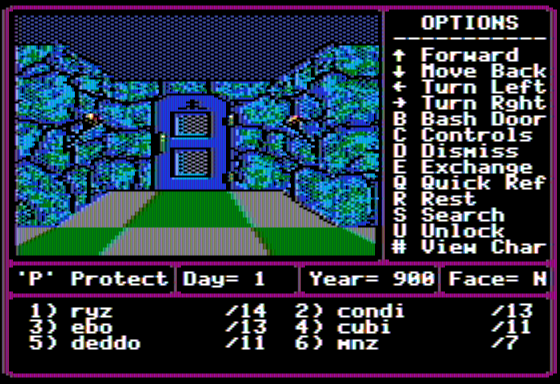 OPTIONS
↑ Forward
↓ Move Back
← Turn Left
→ Turn Rght
B Bash Door
C Controls
D Dismiss
E Exchange
Q Quick Ref
R Rest
S Search
U Unlock
# View Char
'P' Protect Day= 1 Year= 900 Face= N
1) ryz /14 2) condi /13
3) ebo /13 4) cubi /11
5) deddo /11 6) mnz /7